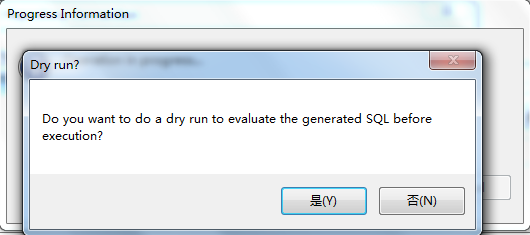 Progress Information
Dry run?
Do you want to do a dry run to evaluate the generated SQL before
execution?
是(Y)
否(N)